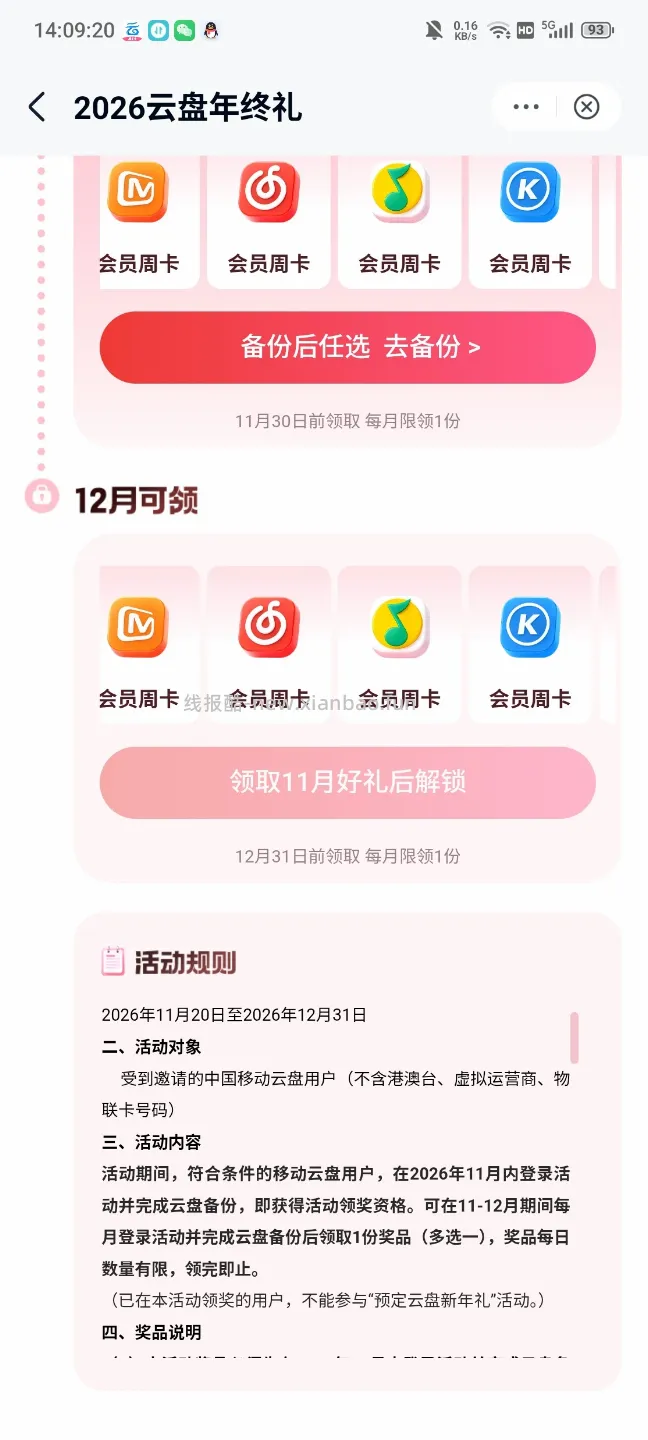 14:09:20
0.16
KB/s
HD
5G
93
2026云盘年终礼
会员周卡
会员周卡
会员周卡
会员周卡
备份后任选 去备份 >
11月30日前领取 每月限领1份
12月可领
会员周卡
会员周卡
会员周卡
会员周卡
线报酷-new.xianbao.fun
领取11月好礼后解锁
12月31日前领取 每月限领1份
活动规则
2026年11月20日至2026年12月31日
二、活动对象
受到邀请的中国移动云盘用户（不含港澳台、虚拟运营商、物
联卡号码）
三、活动内容
活动期间，符合条件的移动云盘用户，在2026年11月内登录活
动并完成云盘备份，即获得活动领奖资格。可在11-12月期间每
月登录活动并完成云盘备份后领取1份奖品（多选一），奖品每日
数量有限，领完即止。
（已在本活动领奖的用户，不能参与“预定云盘新年礼”活动。）
四、奖品说明